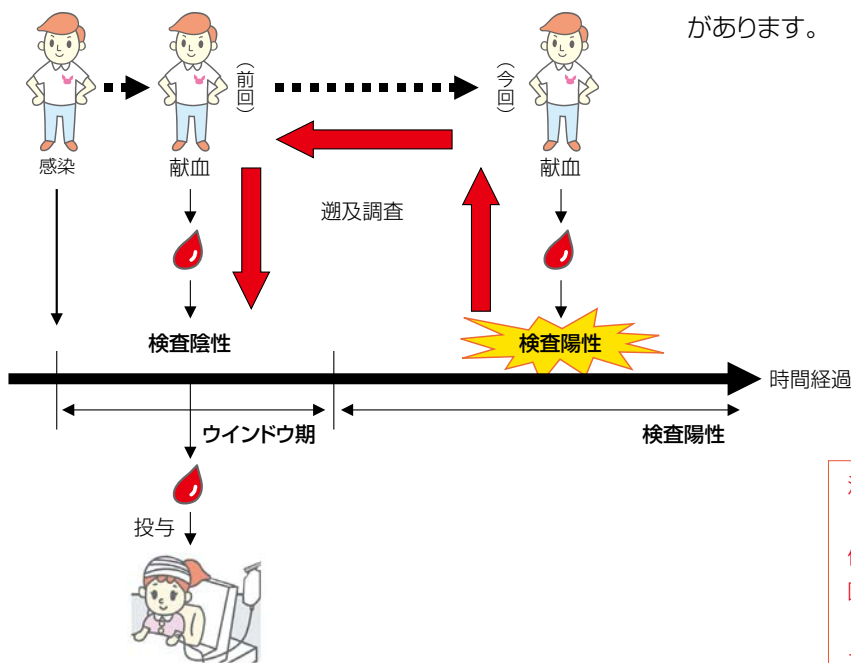 があります。
(前回)
(今回)
感染
献血
献血
遡及調査
検査陰性
検査陽性
時間経過
ウインドウ期
検査陽性
投与